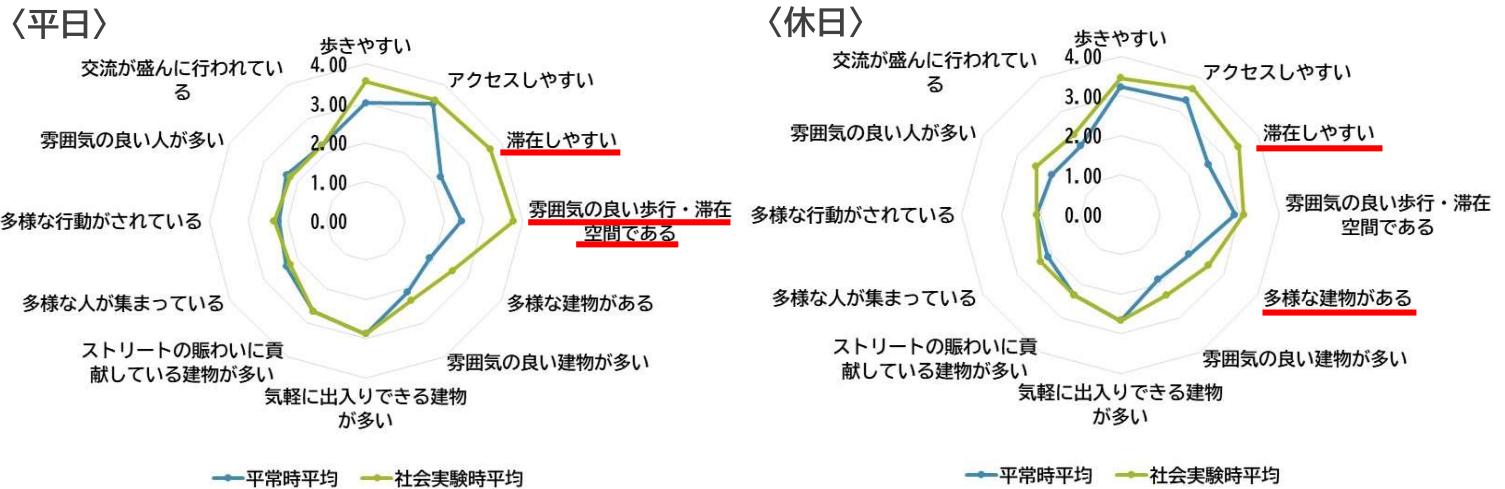 〈平日〉
歩きやすい
アクセスしやすい
滞在しやすい
雰囲気の良い歩行・滞在
空間である
多様な建物がある
雰囲気の良い建物が多い
気軽に出入りできる建物
が多い
ストリートの賑わいに貢
献している建物が多い
多様な人が集まっている
多様な行動がされている
雰囲気の良い人が多い
交流が盛んに行われてい
る
4.00
3.00
2.00
1.00
0.00
平常時平均
社会実験時平均
〈休日〉
歩きやすい
アクセスしやすい
滞在しやすい
雰囲気の良い歩行・滞在
空間である
多様な建物がある
雰囲気の良い建物が多い
気軽に出入りできる建物
が多い
ストリートの賑わいに貢
献している建物が多い
多様な人が集まっている
多様な行動がされている
雰囲気の良い人が多い
交流が盛んに行われている
る
4.00
3.00
2.00
1.00
0.00
平常時平均
社会実験時平均